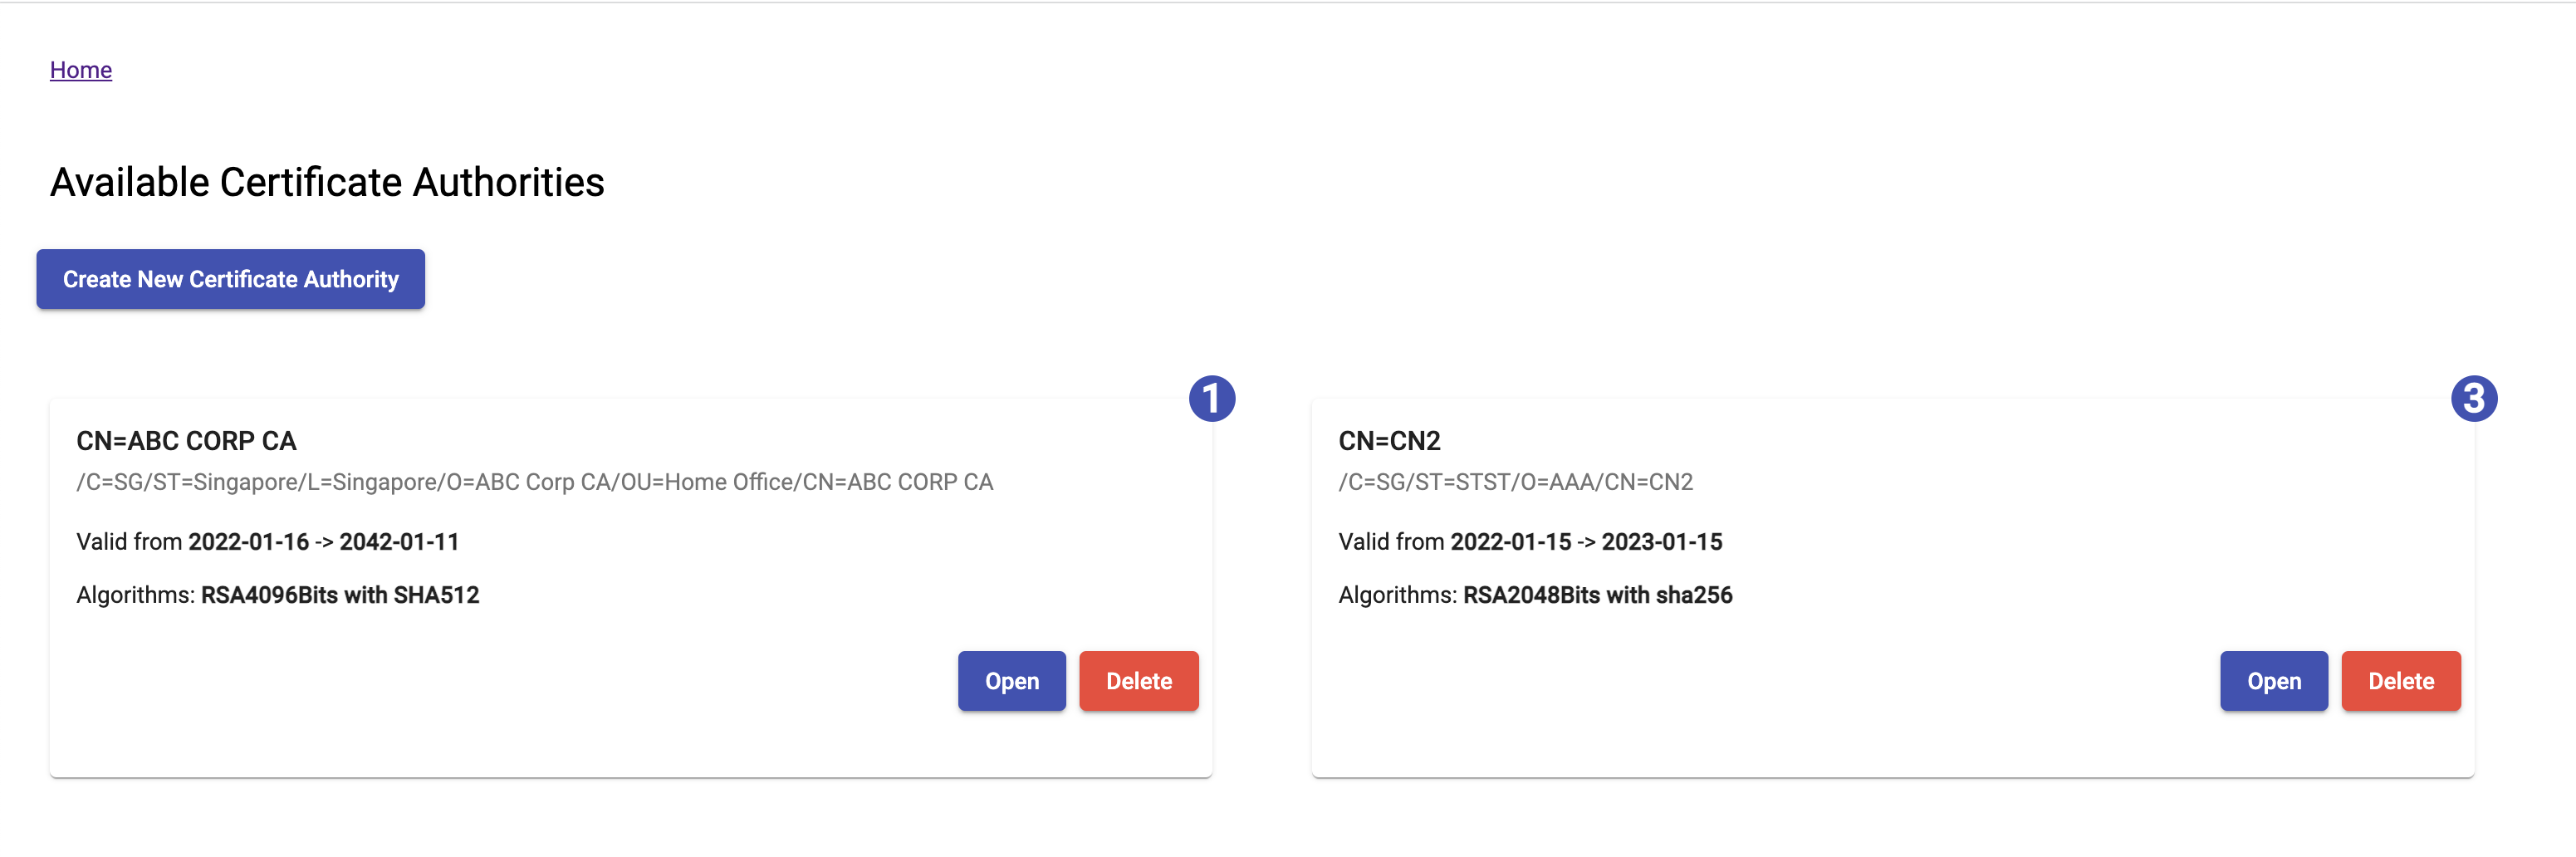 Home
Available Certificate Authorities
Create New Certificate Authority
1
CN=ABC CORP CA
/C=SG/ST=Singapore/L=Singapore/O=ABC Corp CA/OU=Home Office/CN=ABC CORP CA
Valid from 2022-01-16 -> 2042-01-11
Algorithms: RSA4096Bits with SHA512
Open Delete
3
CN=CN2
/C=SG/ST=STST/O=AAA/CN=CN2
Valid from 2022-01-15 -> 2023-01-15
Algorithms: RSA2048Bits with sha256
Open Delete